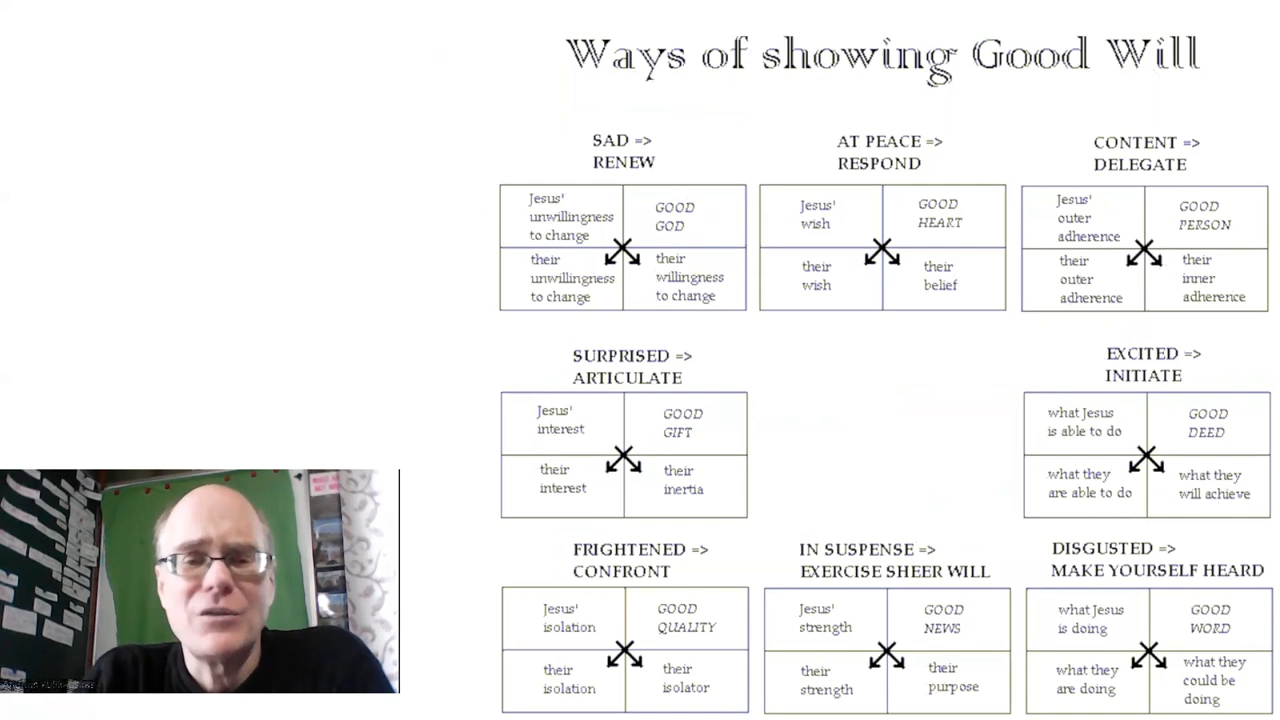 Ways of showing Good Will
SAD =>
RENEW
Jesus'
unwillingness
to change
GOOD
GOD
their
unwillingness
to change
their
willingness
to change
AT PEACE =>
RESPOND
Jesus'
wish
GOOD
HEART
their
wish
their
belief
CONTENT =>
DELEGATE
Jesus'
outer
adherence
GOOD
PERSON
their
outer
adherence
their
inner
adherence
SURPRISED =>
ARTICULATE
Jesus'
interest
GOOD
GIFT
their
interest
their
inertia
EXCITED =>
INITIATE
what Jesus
is able to do
GOOD
DEED
what they
are able to do
what they
will achieve
FRIGHTENED =>
CONFRONT
Jesus'
isolation
GOOD
QUALITY
their
isolation
their
isolator
IN SUSPENSE =>
EXERCISE SHEER WILL
Jesus'
strength
GOOD
NEWS
their
strength
their
purpose
DISGUSTED =>
MAKE YOURSELF HEARD
what Jesus
is doing
GOOD
WORD
what they
are doing
what they
could be
doing